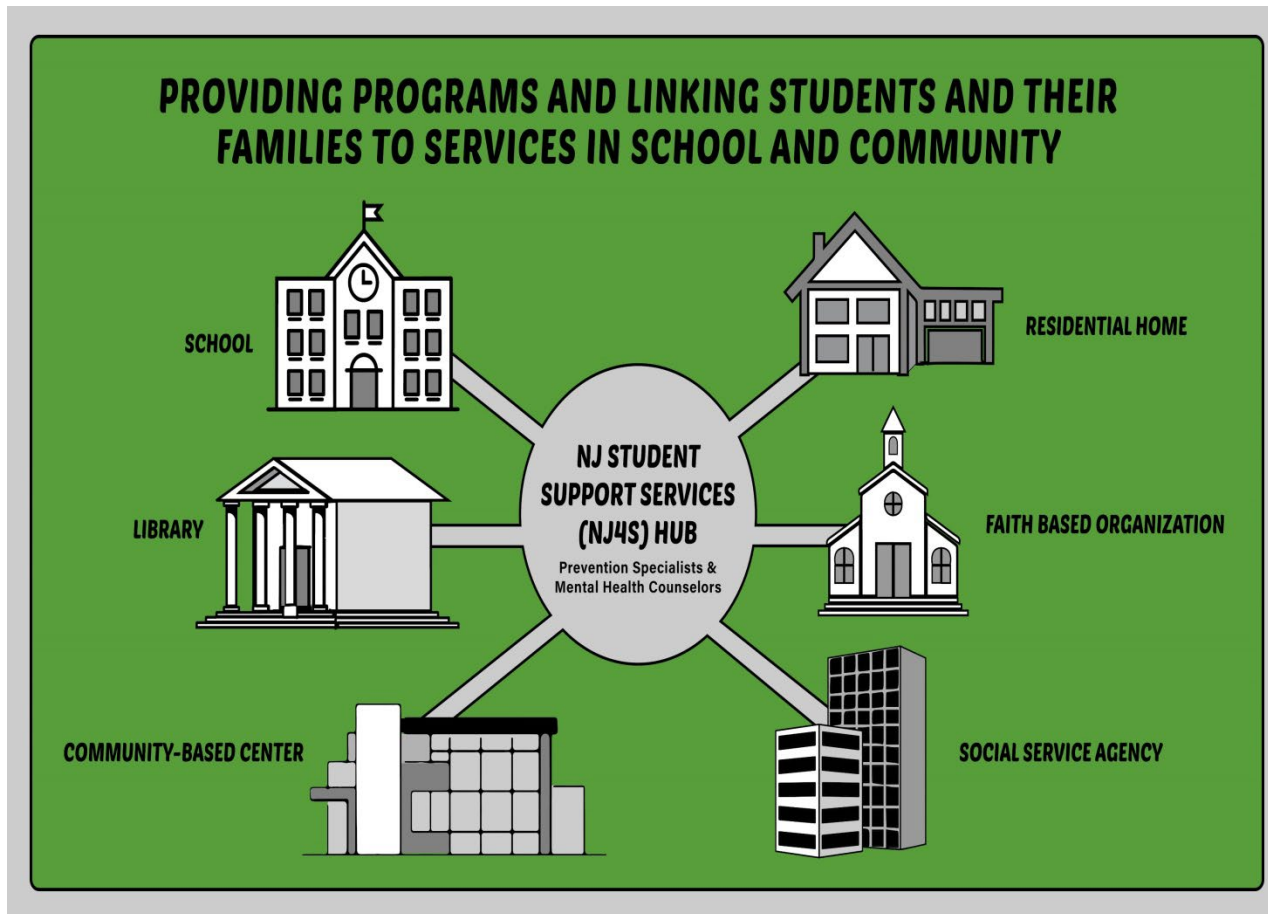 PROVIDING PROGRAMS AND LINKING STUDENTS AND THEIR
FAMILIES TO SERVICES IN SCHOOL AND COMMUNITY
SCHOOL
RESIDENTIAL HOME
NJ STUDENT
SUPPORT SERVICES
(NJ4S) HUB
Prevention Specialists &
Mental Health Counselors
LIBRARY
FAITH BASED ORGANIZATION
COMMUNITY-BASED CENTER
SOCIAL SERVICE AGENCY